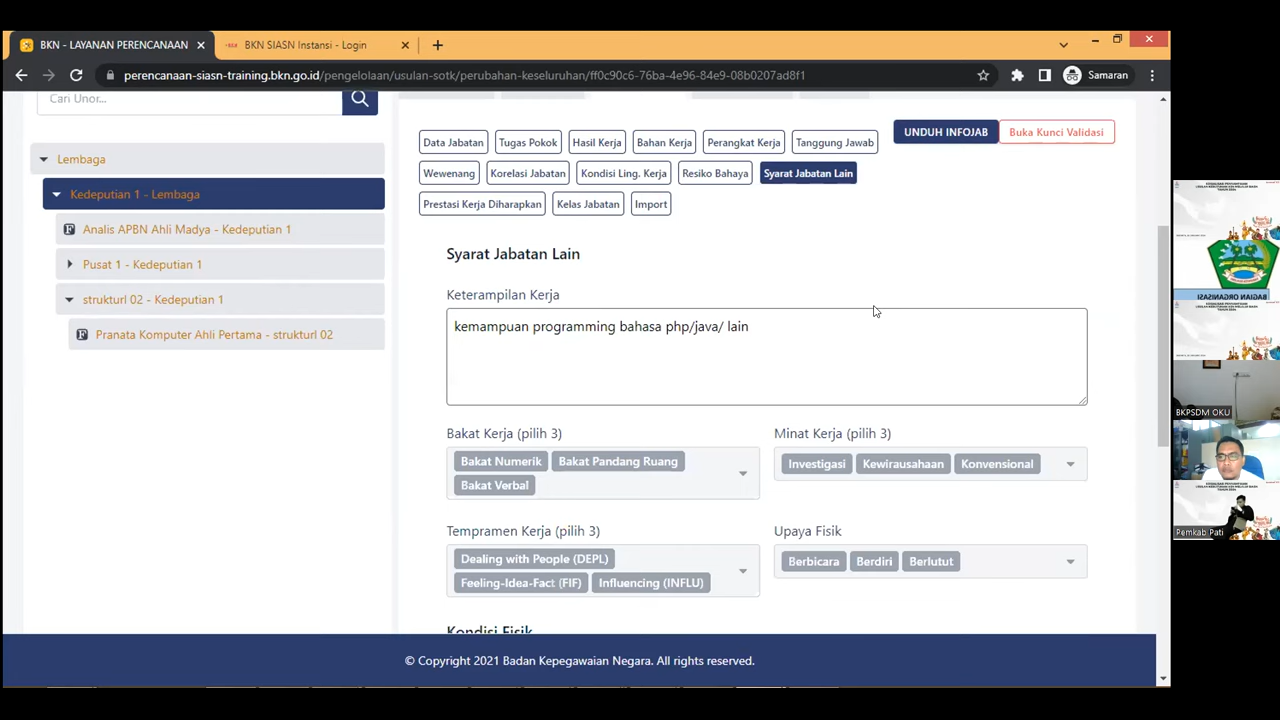 BKN - LAYANAN PERENCANAAN
BKN SIASN Instansi - Login
perencanaan-siasn-training.bkn.go.id/pengelolaan/usulan-sotk/perubahan-keseluruhan/ff0c90c6-76ba-4e96-84e9-08b0207ad8f1
Samaran
Cari Unor...
Lembaga
Kedeputian 1 - Lembaga
Analis APBN Ahli Madya - Kedeputian 1
Pusat 1 - Kedeputian 1
strukturl 02 - Kedeputian 1
Pranata Komputer Ahli Pertama - strukturl 02
Data Jabatan Tugas Pokok Hasil Kerja Bahan Kerja Perangkat Kerja Tanggung Jawab
Wewenang Korelasi Jabatan Kondisi Ling. Kerja Resiko Bahaya Syarat Jabatan Lain
Prestasi Kerja Diharapkan Kelas Jabatan Import
UNDUH INFOJAB Buka Kunci Validasi
Syarat Jabatan Lain
Keterampilan Kerja
kemampuan programming bahasa php/java/ lain
Bakat Kerja (pilih 3)
Bakat Numerik Bakat Pandang Ruang
Bakat Verbal
Minat Kerja (pilih 3)
Investigasi Kewirausahaan Konvensional
Tempramen Kerja (pilih 3)
Dealing with People (DEPL)
Feeling-Idea-Fact (FIF) Influencing (INFLU)
Upaya Fisik
Berbicara Berdiri Berlutut
Kondisi Fisik
© Copyright 2021 Badan Kepegawaian Negara. All rights reserved.
BAGIAN ORGANISASI
BKPSDM OKU
Pemkab Pati